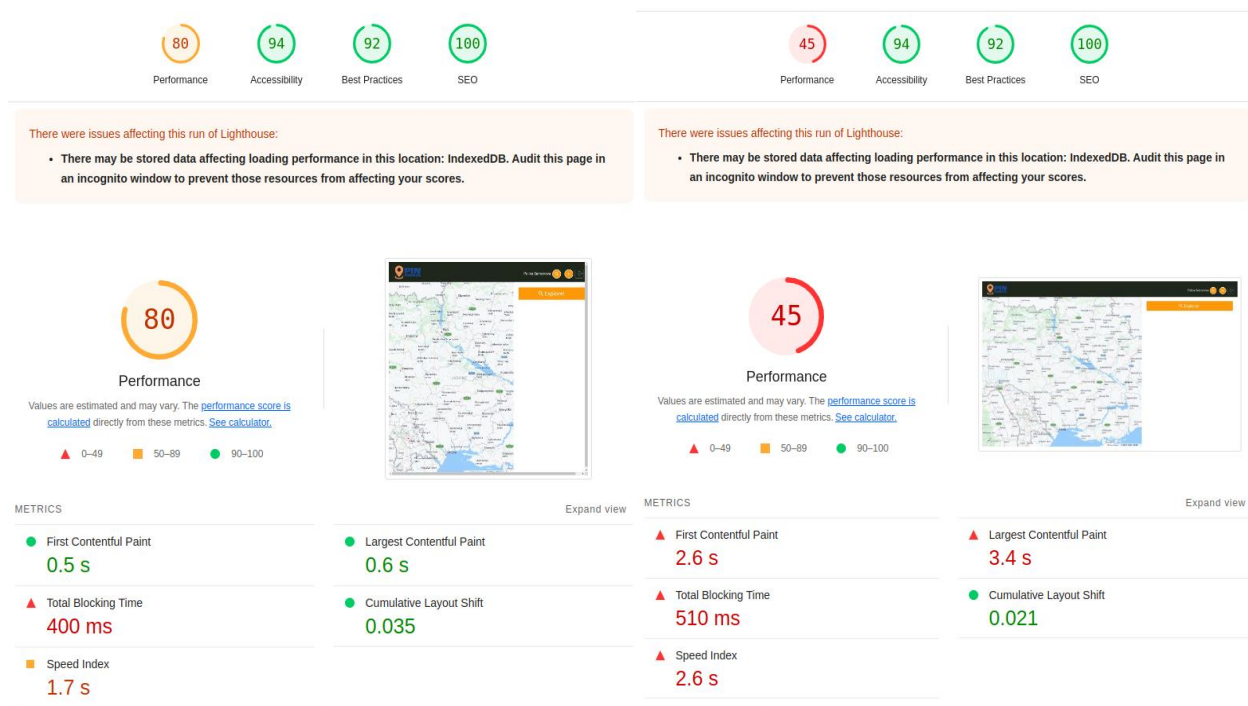 80
94
92
100
Performance
Accessibility
Best Practices
SEO
There were issues affecting this run of Lighthouse:
• There may be stored data affecting loading performance in this location: IndexedDB. Audit this page in
an incognito window to prevent those resources from affecting your scores.
80
Performance
Values are estimated and may vary. The performance score is
calculated directly from these metrics. See calculator.
0–49
50–89
90–100
PIN
METRICS
Expand view
First Contentful Paint
0.5 s
Largest Contentful Paint
0.6 s
Total Blocking Time
400 ms
Cumulative Layout Shift
0.035
Speed Index
1.7 s
45
94
92
100
Performance
Accessibility
Best Practices
SEO
There were issues affecting this run of Lighthouse:
• There may be stored data affecting loading performance in this location: IndexedDB. Audit this page in
an incognito window to prevent those resources from affecting your scores.
45
Performance
Values are estimated and may vary. The performance score is
calculated directly from these metrics. See calculator.
0–49
50–89
90–100
PIN
METRICS
Expand view
First Contentful Paint
2.6 s
Largest Contentful Paint
3.4 s
Total Blocking Time
510 ms
Cumulative Layout Shift
0.021
Speed Index
2.6 s